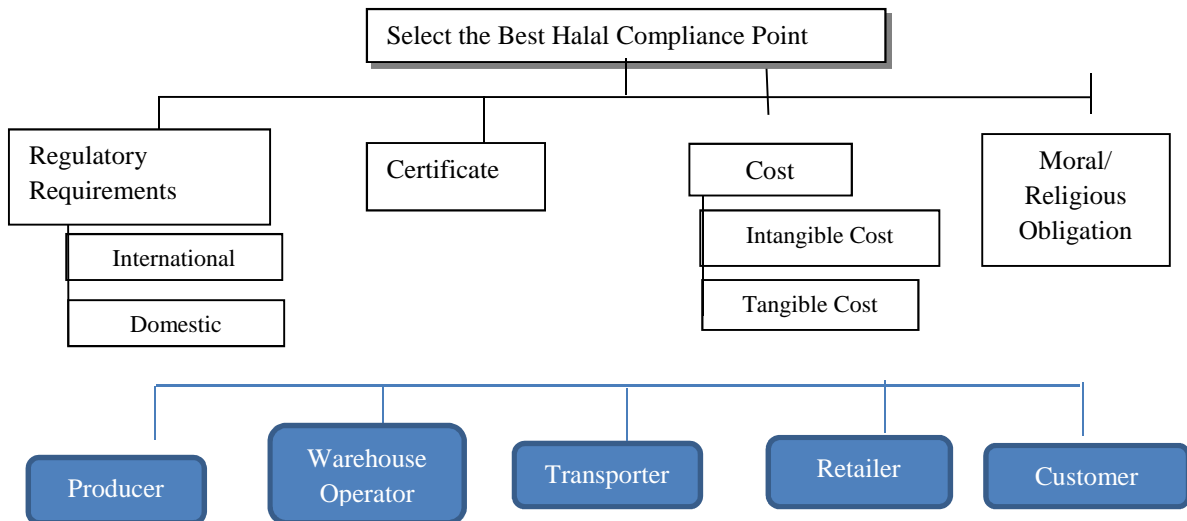 Select the Best Halal Compliance Point
Regulatory
Requirements
International
Domestic
Certificate
Cost
Intangible Cost
Tangible Cost
Moral/
Religious
Obligation
Producer
Warehouse
Operator
Transporter
Retailer
Customer